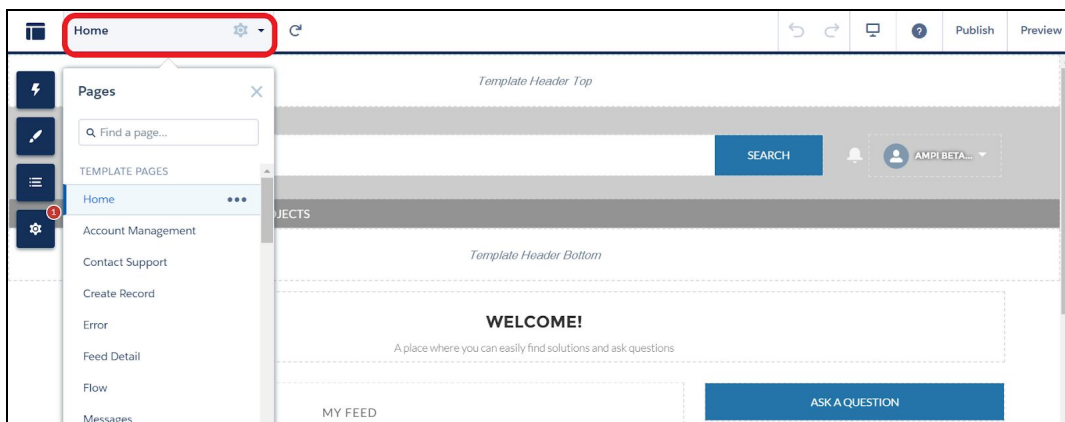 Home
Publish
Preview
Pages
Find a page...
TEMPLATE PAGES
Home
Account Management
Contact Support
Create Record
Error
Feed Detail
Flow
Messages
1
Template Header Top
SEARCH
AMPI BETA...
JECTS
Template Header Bottom
WELCOME!
A place where you can easily find solutions and ask questions
MY FEED
ASK A QUESTION